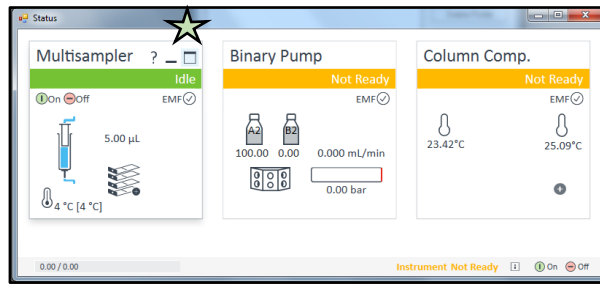 Status
Multisampler ?
Idle
On Off EMF
5.00 µL
4 °C [4 °C]
Binary Pump
Not Ready
EMF
A2 B2
100.00 0.00 0.000 mL/min
0.00 bar
Column Comp.
Not Ready
EMF
23.42°C 25.09°C
0.00 / 0.00
Instrument Not Ready On Off